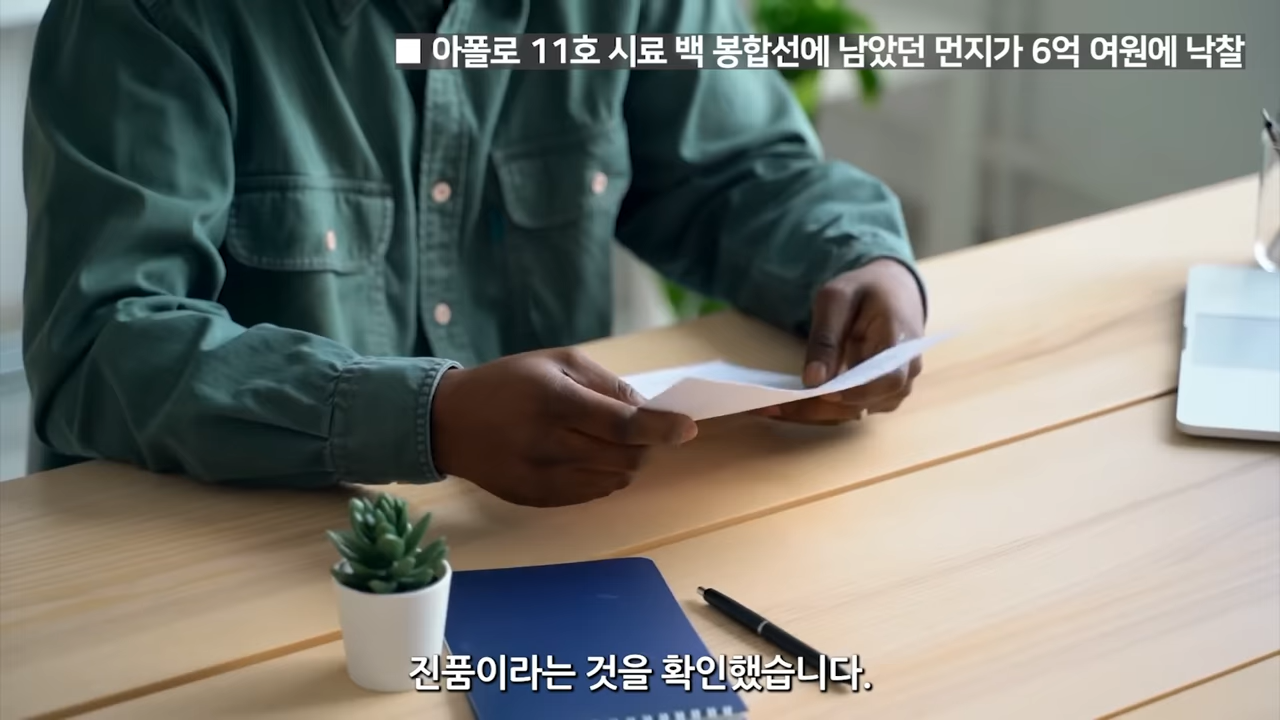 ■ 아폴로 11호 시료 백 봉합선에 남았던 먼지가 6억 여원에 낙찰
진품이라는 것을 확인했습니다.